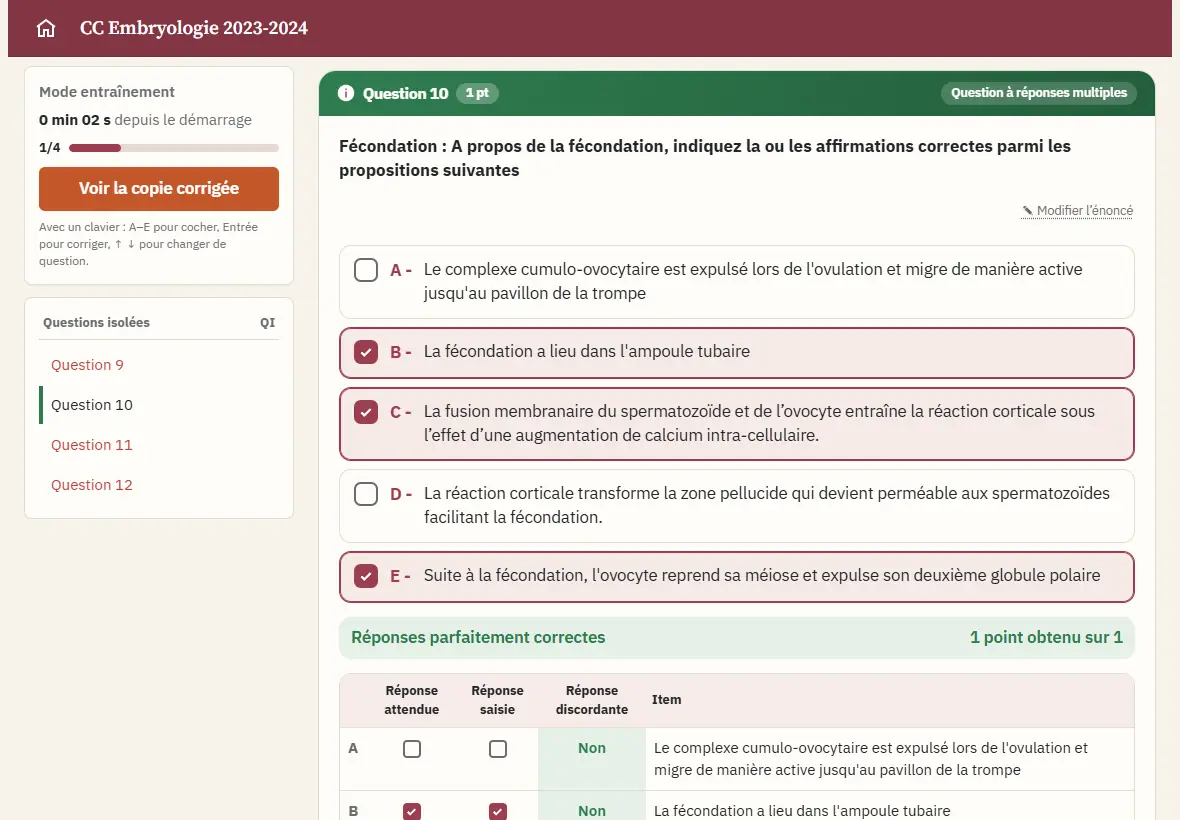 CC Embryologie 2023-2024
Mode entraînement
0 min 02 s depuis le démarrage
1/4
Voir la copie corrigée
Avec un clavier : A–E pour cocher, Entrée
pour corriger, ↑ ↓ pour changer de
question.
Questions isolées QI
Question 9
Question 10
Question 11
Question 12
Question 10 1 pt Question à réponses multiples
Fécondation : A propos de la fécondation, indiquez la ou les affirmations correctes parmi les
propositions suivantes
Modifier l’énoncé
A - Le complexe cumulo-ovocytaire est expulsé lors de l'ovulation et migre de manière active
jusqu'au pavillon de la trompe
B - La fécondation a lieu dans l'ampoule tubaire
C - La fusion membranaire du spermatozoïde et de l’ovocyte entraîne la réaction corticale sous
l’effet d’une augmentation de calcium intra-cellulaire.
D - La réaction corticale transforme la zone pellucide qui devient perméable aux spermatozoïdes
facilitant la fécondation.
E - Suite à la fécondation, l'ovocyte reprend sa méiose et expulse son deuxième globule polaire
Réponses parfaitement correctes 1 point obtenu sur 1
Réponse Réponse Réponse Item
attendue saisie discordante
A Non Le complexe cumulo-ovocytaire est expulsé lors de l'ovulation et
migre de manière active jusqu'au pavillon de la trompe
B Non La fécondation a lieu dans l'ampoule tubaire